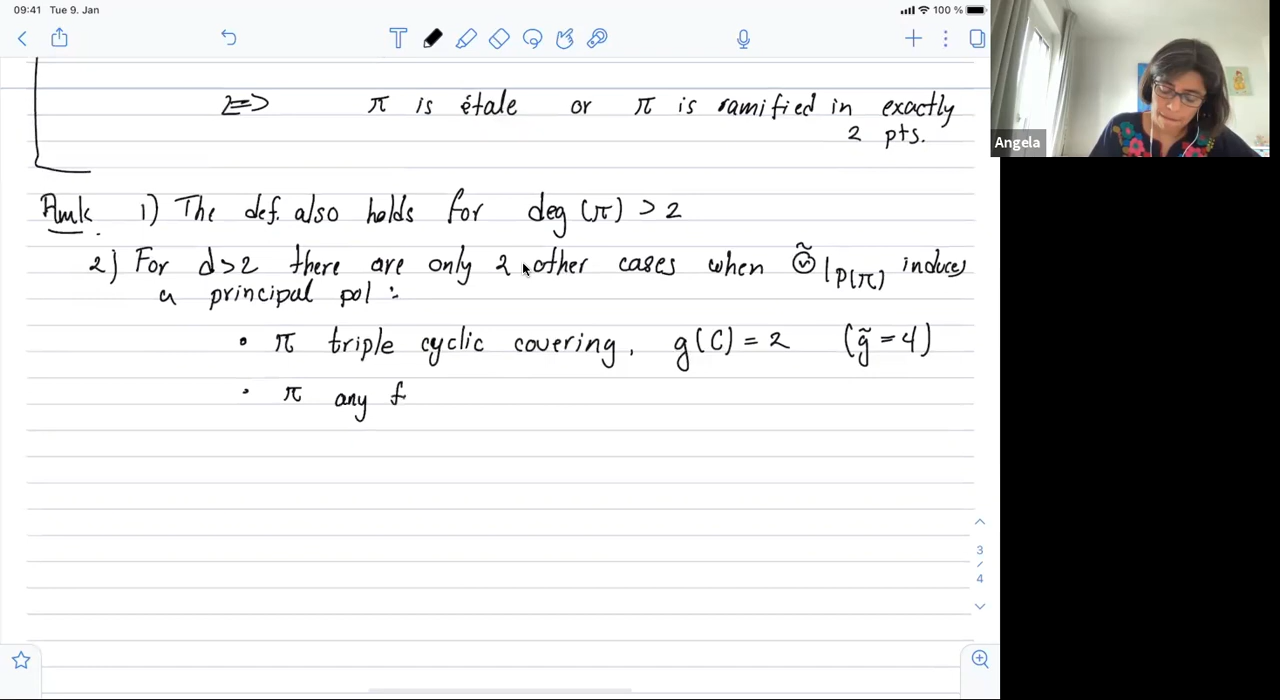 09:41 Tue 9. Jan
100 %
<=> π is étale or π is ramified in exactly
2 pts.
Angela
Rmk. 1) The def. also holds for deg (π) > 2
2) For d>2 there are only 2 other cases when Θ̃|P(π) induces
a principal pol :
• π triple cyclic covering, g(C) = 2 (g̃ = 4)
• π any f
3
/
4